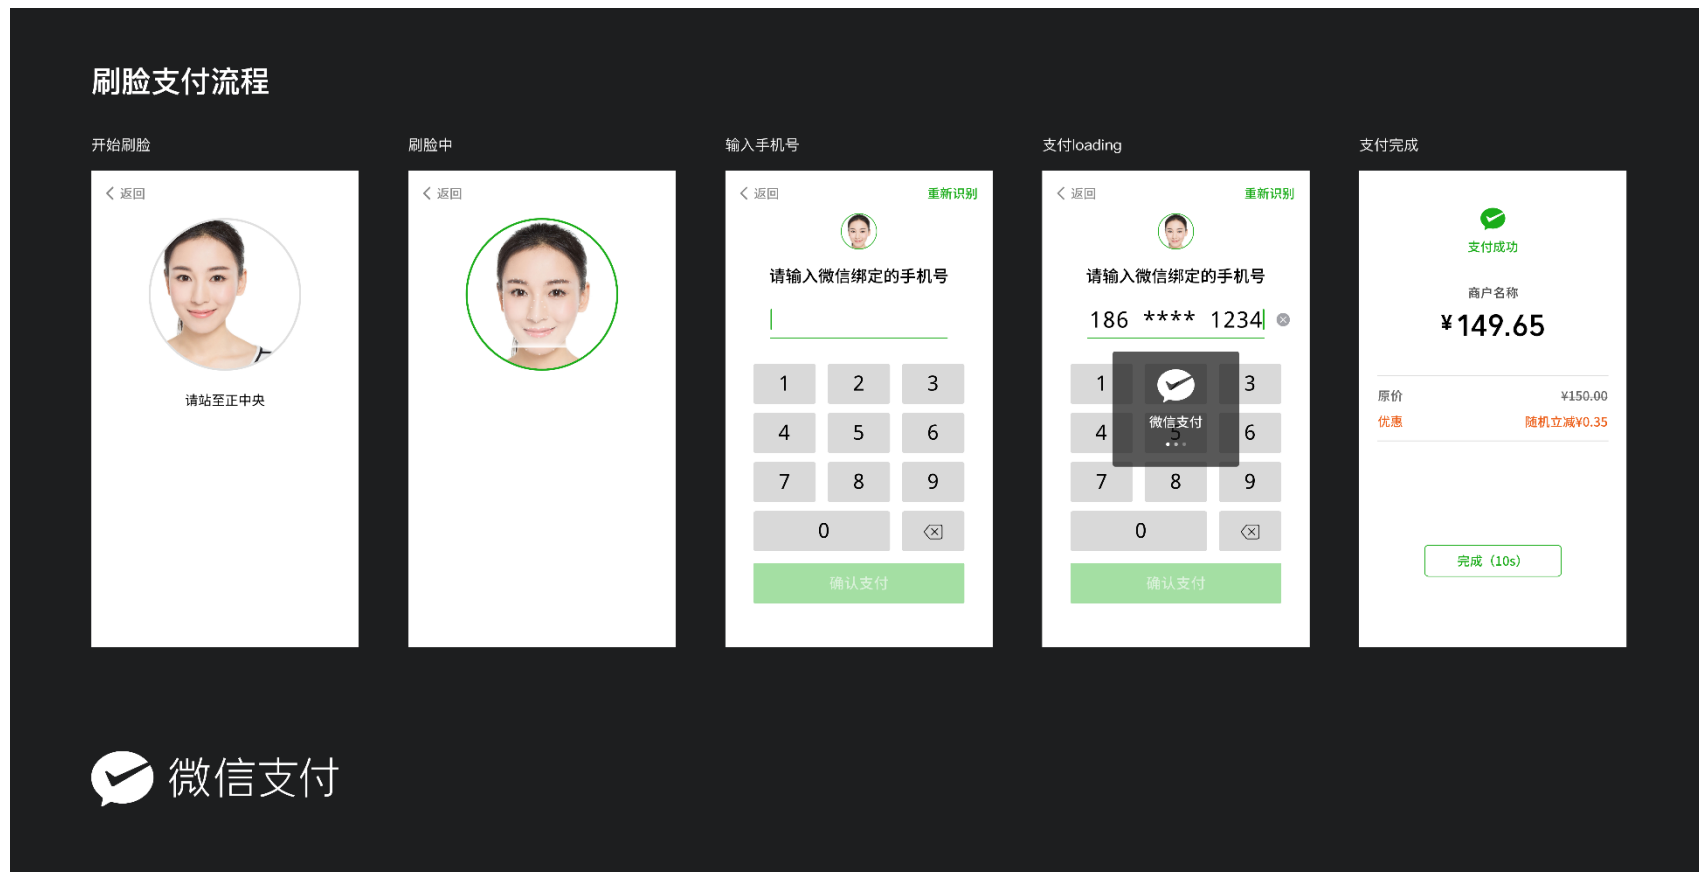 刷脸支付流程
开始刷脸
返回
请站至正中央
刷脸中
返回
输入手机号
返回 重新识别
请输入微信绑定的手机号
1 2 3
4 5 6
7 8 9
0
确认支付
支付loading
返回 重新识别
请输入微信绑定的手机号
186 **** 1234
1 3
微信支付
4 5 6
7 8 9
0
确认支付
支付完成
支付成功
商户名称
¥149.65
原价 ¥150.00
优惠 随机立减¥0.35
完成（10s）
微信支付